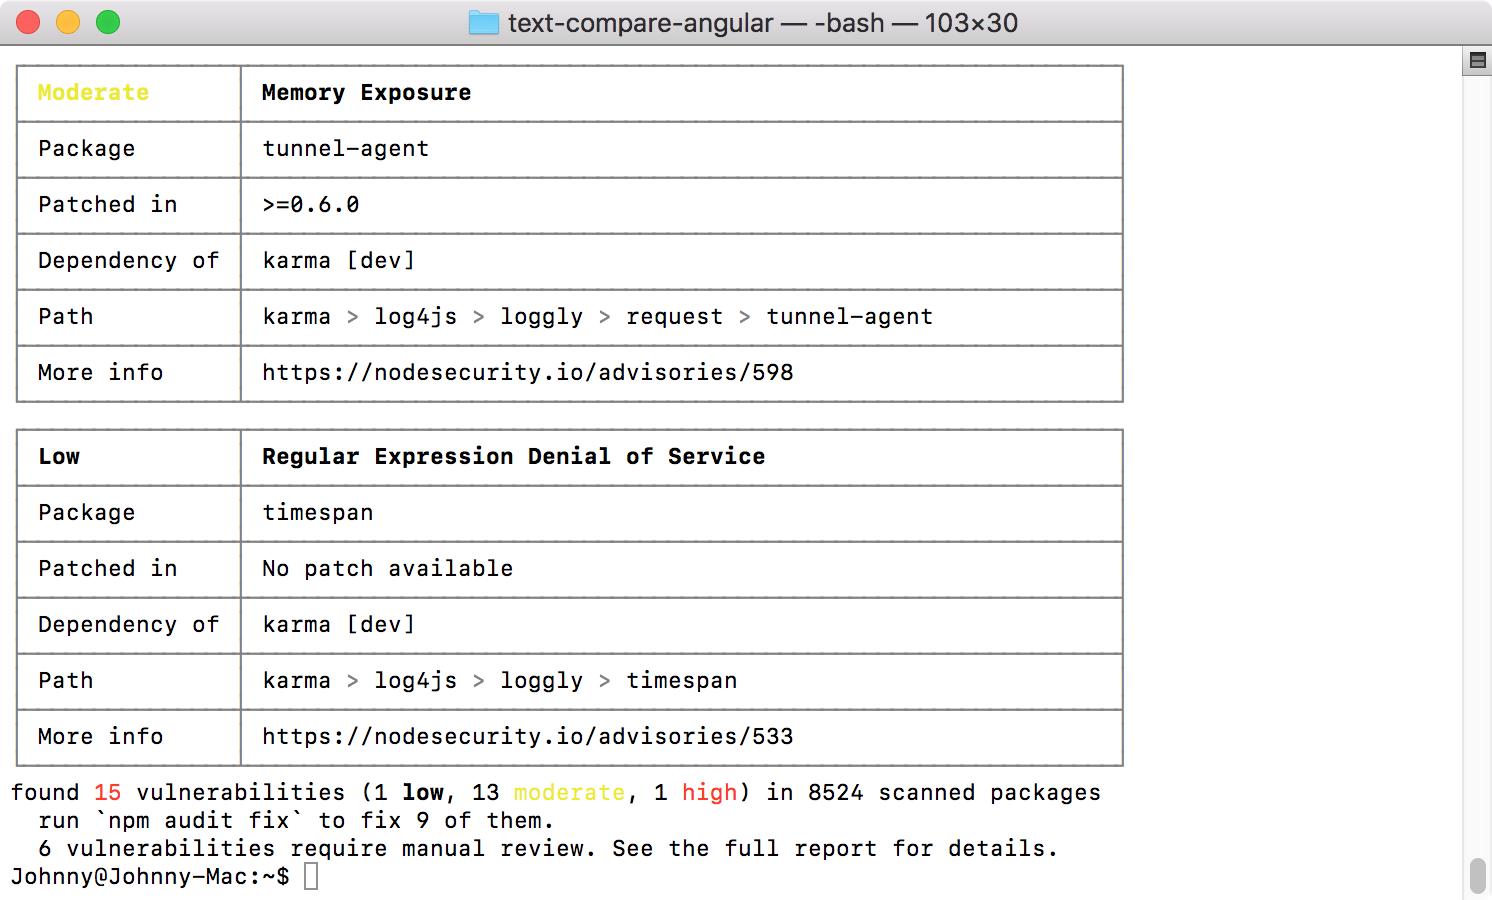 text-compare-angular — -bash — 103×30
Moderate Memory Exposure
Package tunnel-agent
Patched in >=0.6.0
Dependency of karma [dev]
Path karma > log4js > loggly > request > tunnel-agent
More info https://nodesecurity.io/advisories/598
Low Regular Expression Denial of Service
Package timespan
Patched in No patch available
Dependency of karma [dev]
Path karma > log4js > loggly > timespan
More info https://nodesecurity.io/advisories/533
found 15 vulnerabilities (1 low, 13 moderate, 1 high) in 8524 scanned packages
run `npm audit fix` to fix 9 of them.
6 vulnerabilities require manual review. See the full report for details.
Johnny@Johnny-Mac:~$